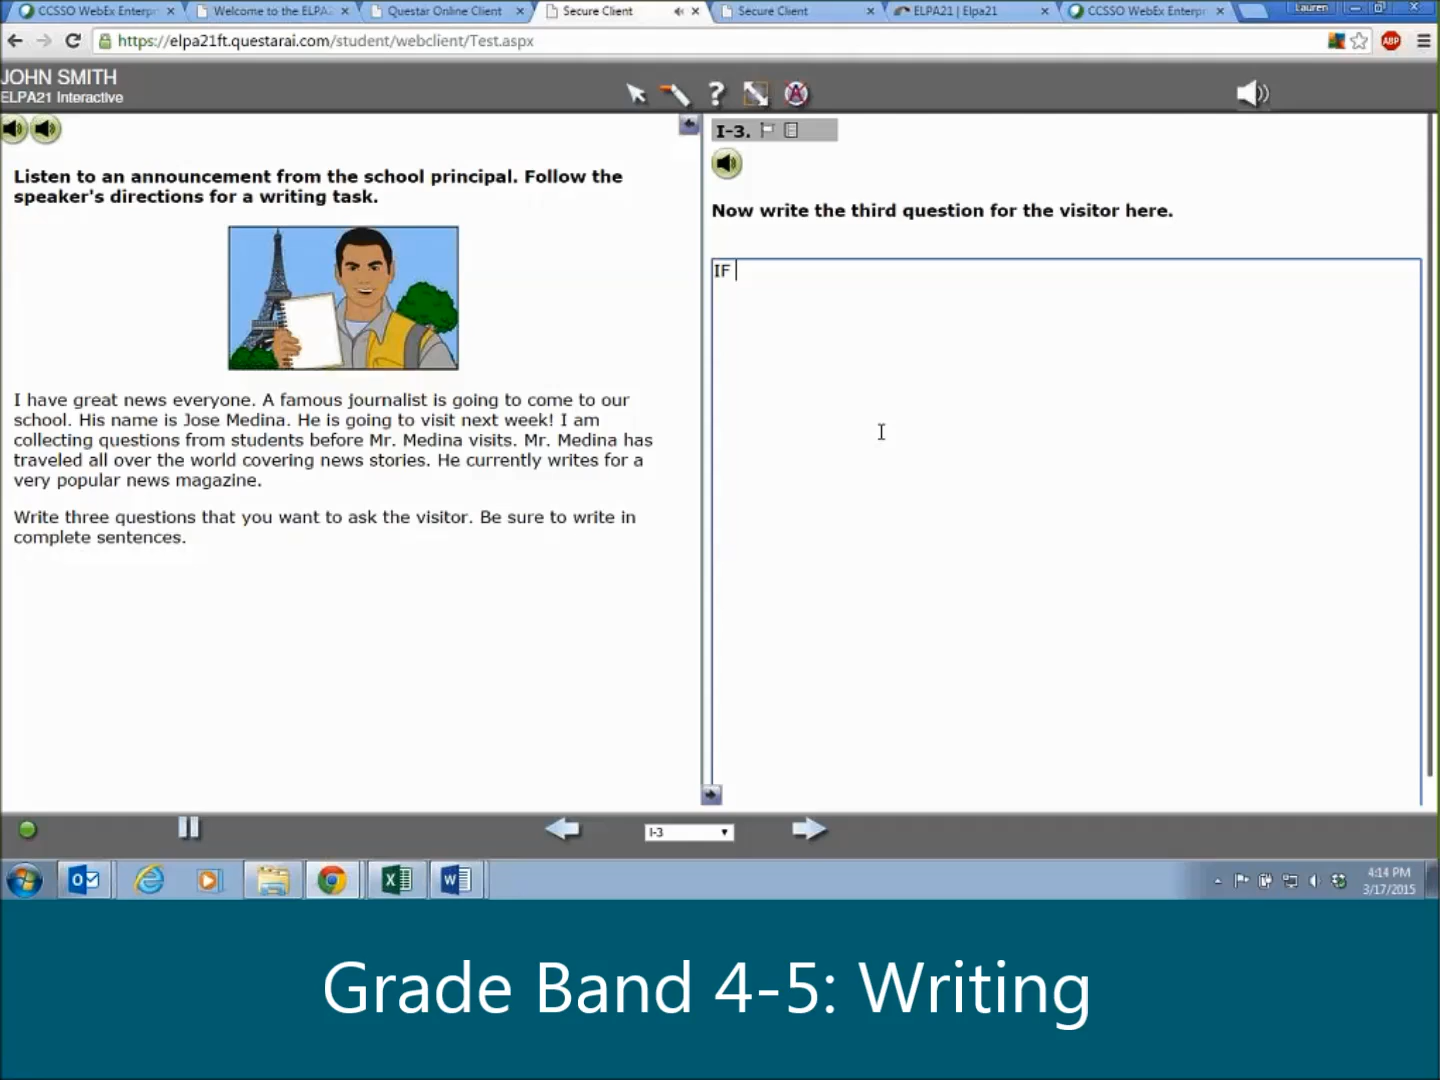 CCSSO WebEx Enterpr
Welcome to the ELPA2
Questar Online Client
Secure Client
Secure Client
ELPA21 | Elpa21
CCSSO WebEx Enterpr
Lauren
https://elpa21ft.questarai.com/student/webclient/Test.aspx
ABP
JOHN SMITH
ELPA21 Interactive
?
Listen to an announcement from the school principal. Follow the
speaker's directions for a writing task.
I have great news everyone. A famous journalist is going to come to our
school. His name is Jose Medina. He is going to visit next week! I am
collecting questions from students before Mr. Medina visits. Mr. Medina has
traveled all over the world covering news stories. He currently writes for a
very popular news magazine.
Write three questions that you want to ask the visitor. Be sure to write in
complete sentences.
I-3.
Now write the third question for the visitor here.
IF
I-3
4:14 PM
3/17/2015
Grade Band 4-5: Writing